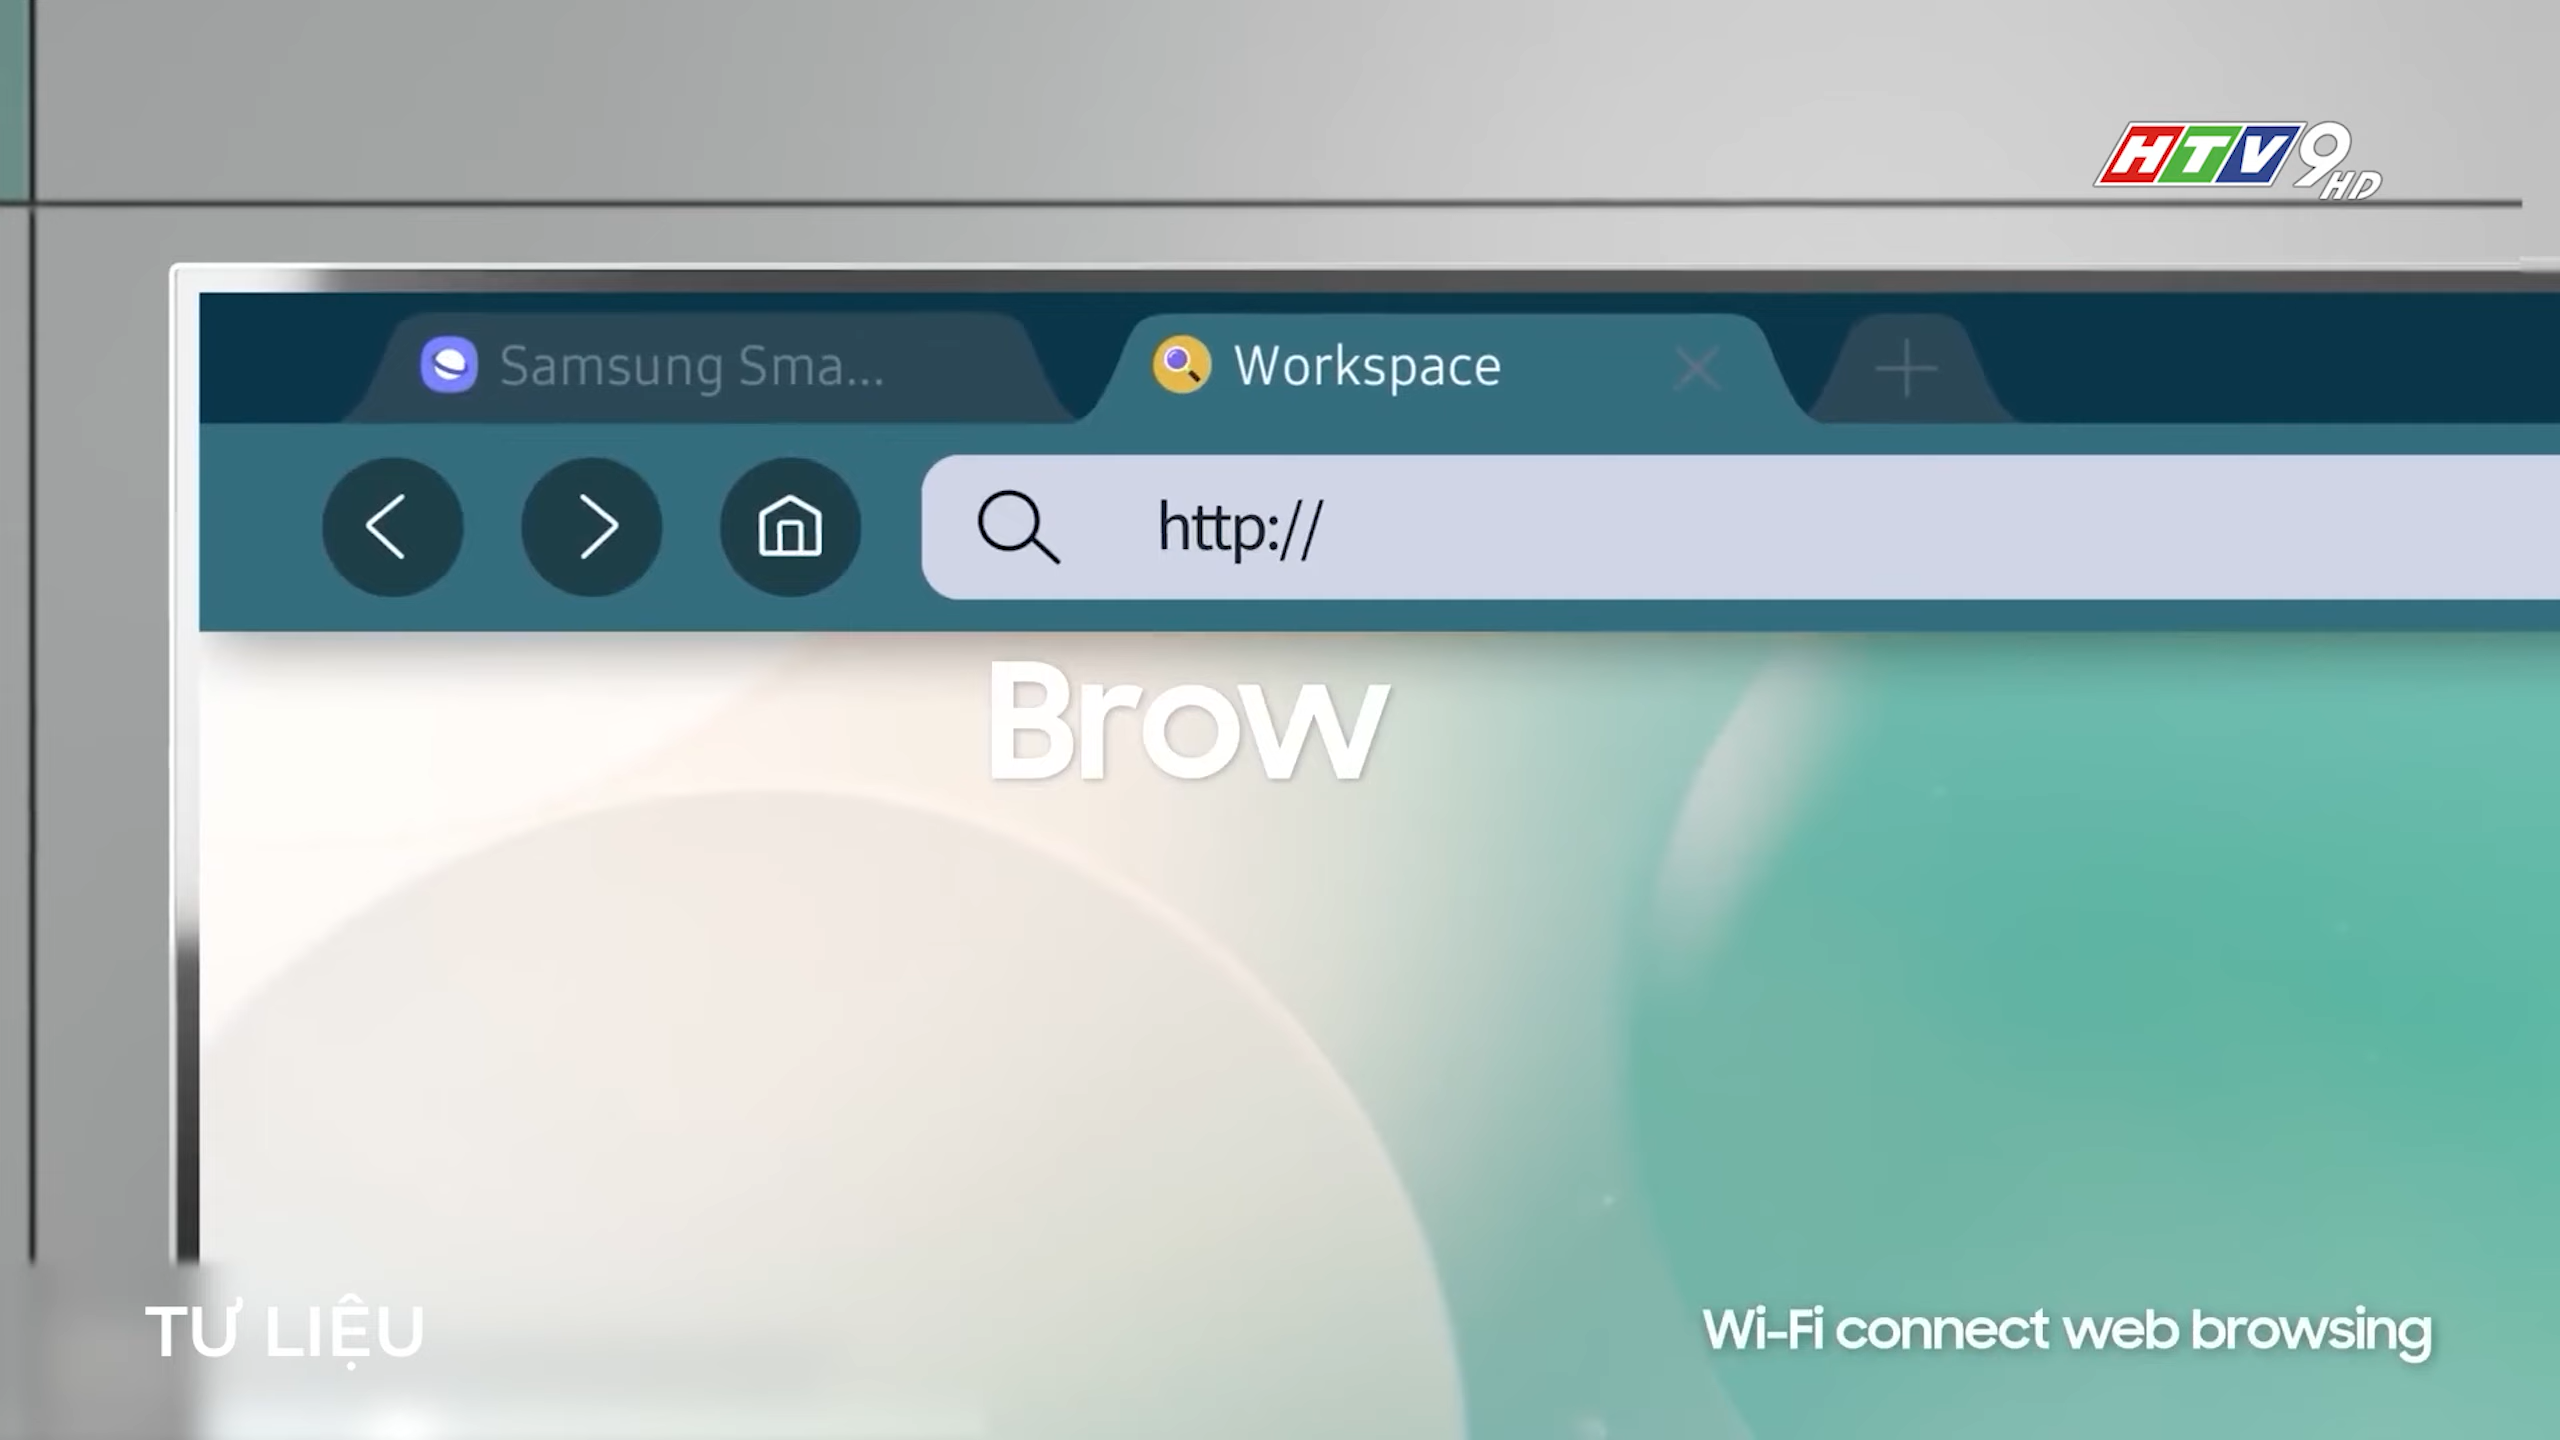 HTV9 HD
Samsung Sma...
Workspace
http://
Brow
TƯ LIỆU
Wi-Fi connect web browsing